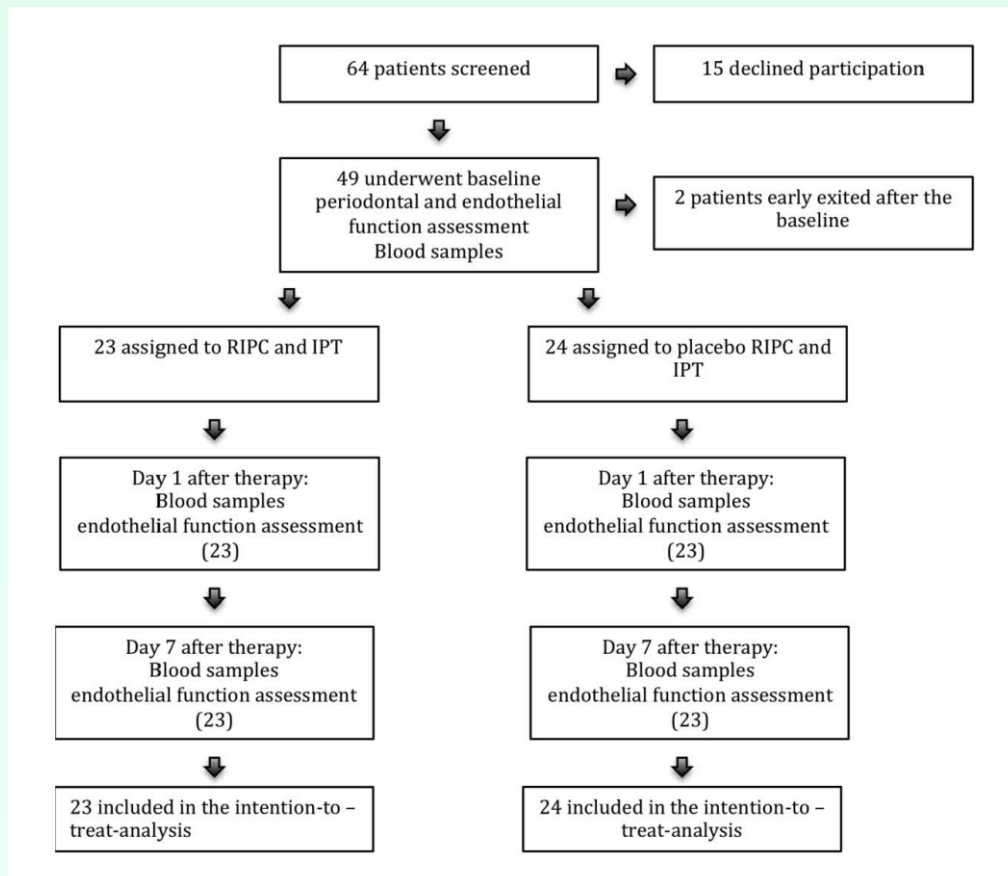 64 patients screened
15 declined participation
49 underwent baseline
periodontal and endothelial
function assessment
Blood samples
2 patients early exited after the
baseline
23 assigned to RIPC and IPT
24 assigned to placebo RIPC and
IPT
Day 1 after therapy:
Blood samples
endothelial function assessment
(23)
Day 1 after therapy:
Blood samples
endothelial function assessment
(23)
Day 7 after therapy:
Blood samples
endothelial function assessment
(23)
Day 7 after therapy:
Blood samples
endothelial function assessment
(23)
23 included in the intention-to –
treat-analysis
24 included in the intention-to –
treat-analysis